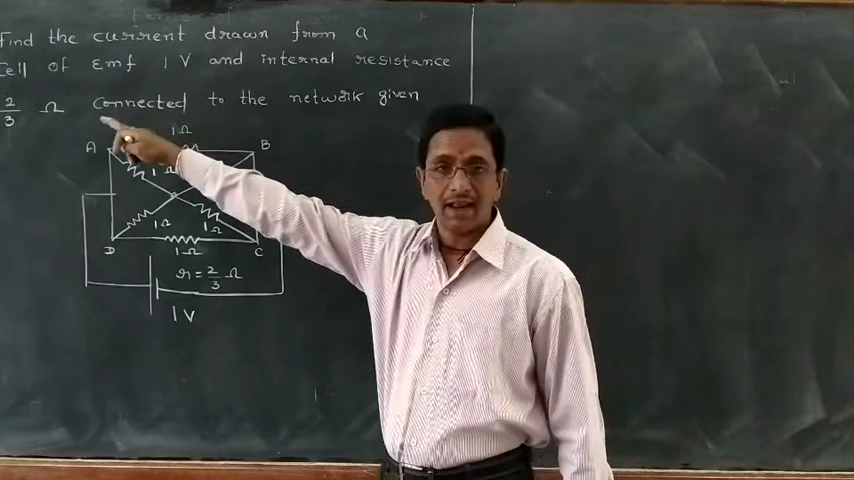 Find the current drawn from a
Cell of emf 1 V and internal resistance
2/3 Ω Connected to the network given
1Ω
A B
1Ω
1Ω 1Ω
D C
1Ω
r = 2/3 Ω
1V